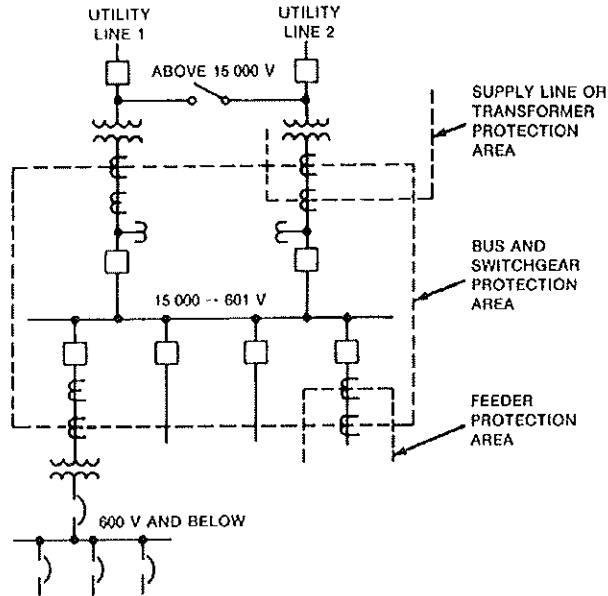 UTILITY
LINE 1
UTILITY
LINE 2
ABOVE 15 000 V
SUPPLY LINE OR
TRANSFORMER
PROTECTION
AREA
BUS AND
SWITCHGEAR
PROTECTION
AREA
15 000 -- 601 V
FEEDER
PROTECTION
AREA
600 V AND BELOW